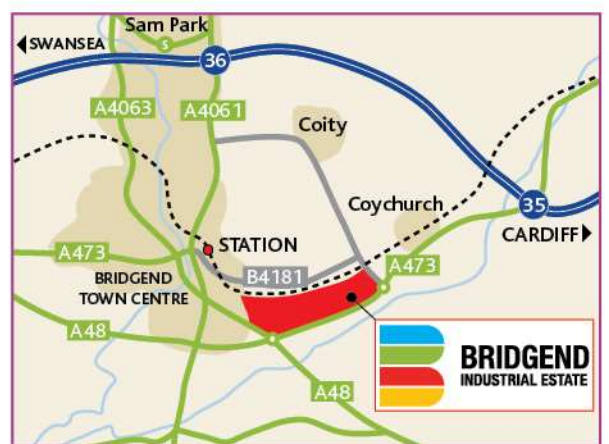 Sam Park
SWANSEA
S
36
A4063
A4061
Coity
Coychurch
35
CARDIFF
STATION
A473
A473
B4181
BRIDGEND
TOWN CENTRE
A48
A48
BRIDGEND
INDUSTRIAL ESTATE